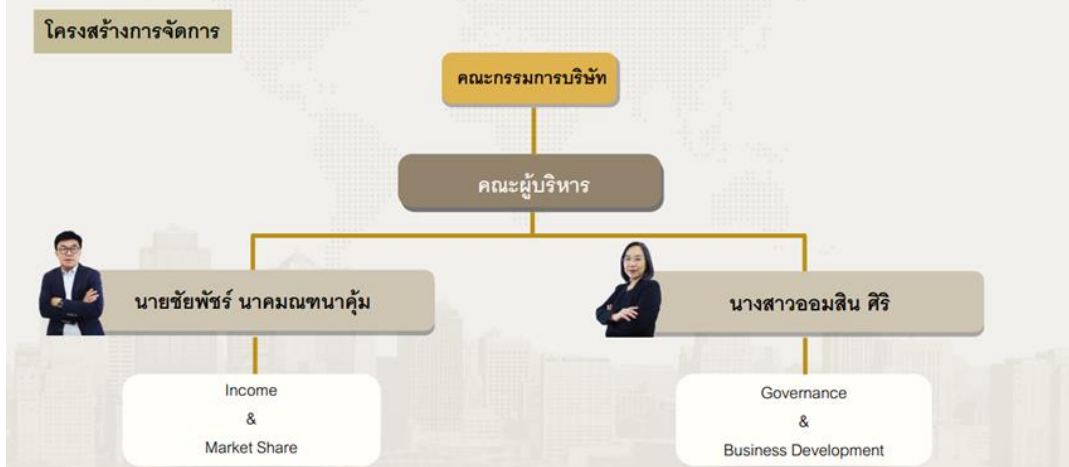 โครงสร้างการจัดการ
คณะกรรมการบริษัท
คณะผู้บริหาร
นายชัยพัชร์ นาคมณฑนาคุ้ม
นางสาวออมสิน ศิริ
Income
&
Market Share
Governance
&
Business Development